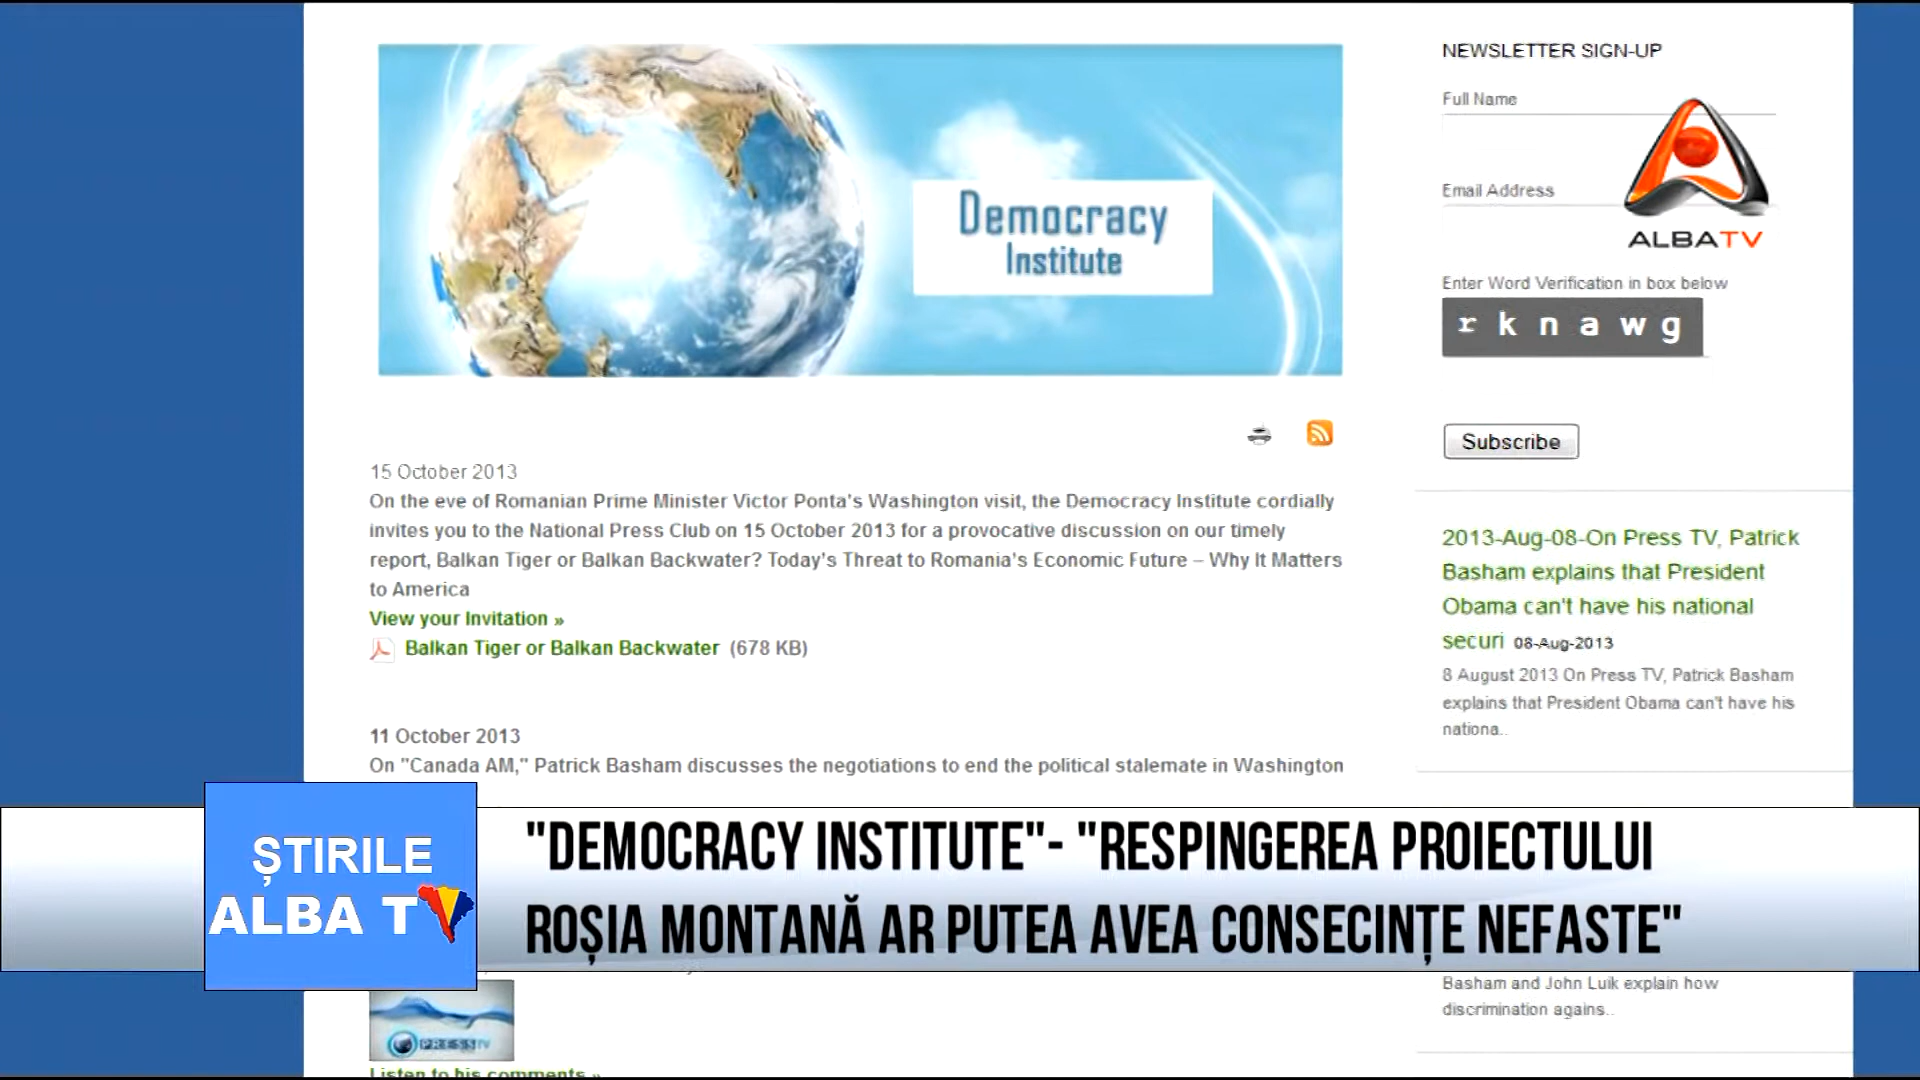 Democracy
Institute
15 October 2013
On the eve of Romanian Prime Minister Victor Ponta's Washington visit, the Democracy Institute cordially
invites you to the National Press Club on 15 October 2013 for a provocative discussion on our timely
report, Balkan Tiger or Balkan Backwater? Today's Threat to Romania's Economic Future – Why It Matters
to America
View your Invitation »
Balkan Tiger or Balkan Backwater (678 KB)
11 October 2013
On "Canada AM," Patrick Basham discusses the negotiations to end the political stalemate in Washington
PRESSTV
Listen to his comments »
NEWSLETTER SIGN-UP
Full Name
Email Address
ALBATV
Enter Word Verification in box below
r k n a w g
Subscribe
2013-Aug-08-On Press TV, Patrick
Basham explains that President
Obama can't have his national
securi 08-Aug-2013
8 August 2013 On Press TV, Patrick Basham
explains that President Obama can't have his
nationa..
Basham and John Luik explain how
discrimination agains..
ȘTIRILE
ALBA TV
"DEMOCRACY INSTITUTE"- "RESPINGEREA PROIECTULUI
ROȘIA MONTANĂ AR PUTEA AVEA CONSECINȚE NEFASTE"